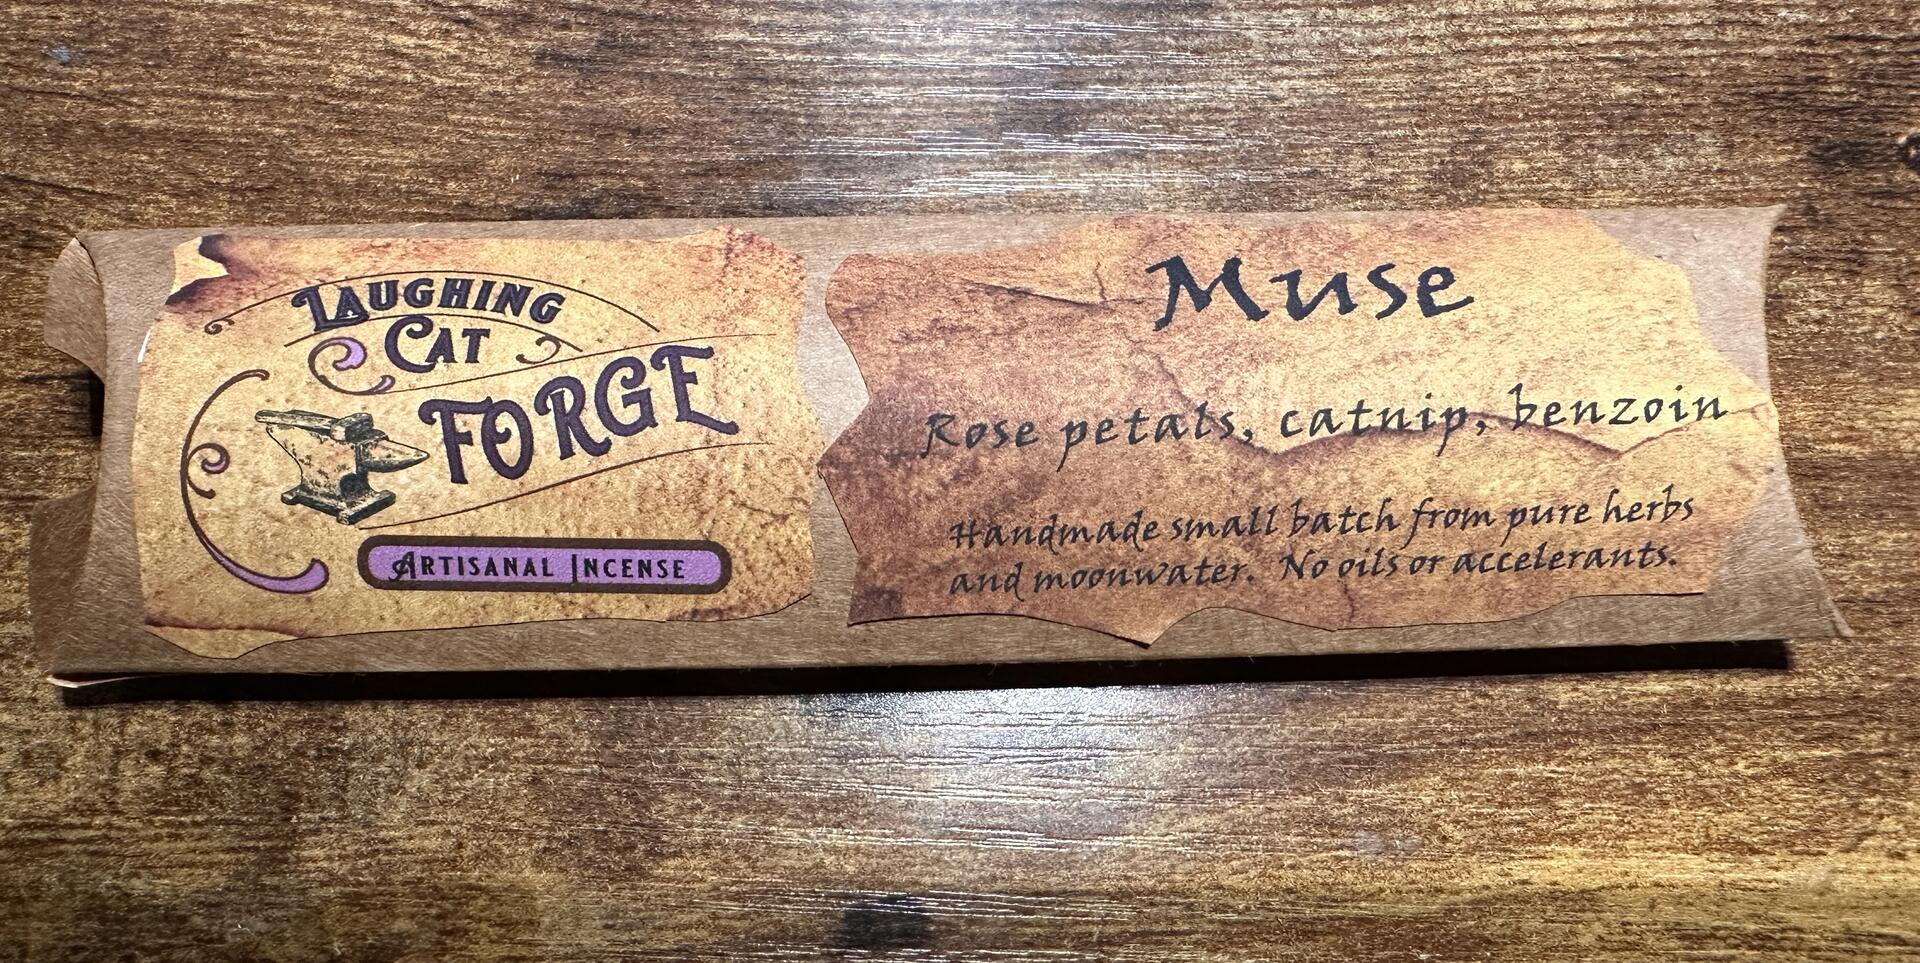 LAUGHING
CAT
FORGE
ARTISANAL INCENSE
Muse
Rose petals, catnip, benzoin
Handmade small batch from pure herbs
and moonwater. No oils or accelerants.